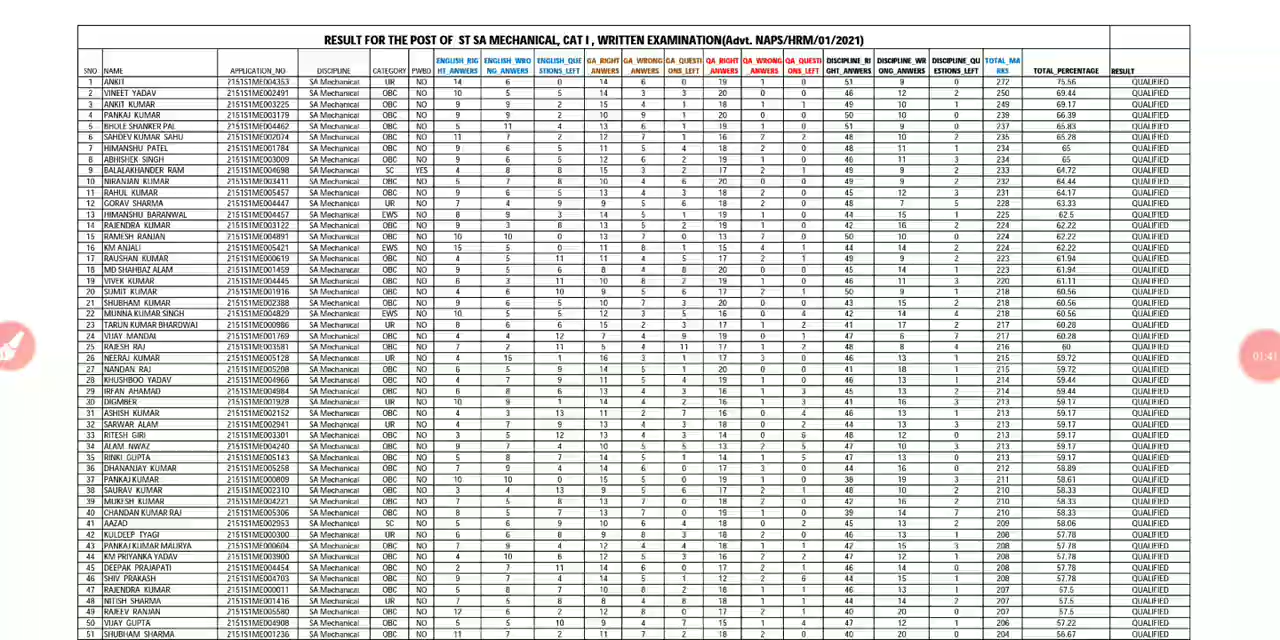 RESULT FOR THE POST OF ST SA MECHANICAL, CAT I , WRITTEN EXAMINATION(Advt. NAPS/HRM/01/2021)
SNO NAME APPLICATION_NO DISCIPLINE CATEGORY PWBD ENGLISH_RIGHT_ANWERS ENGLISH_WRONG_ANWERS ENGLISH_QUESTIONS_LEFT GA_RIGHT ANWERS GA_WRONG_ANWERS GA_QUESTIONS_LEFT QA_RIGHT_ANWERS QA_WRONG_ANWERS QA_QUESTIONS_LEFT DISCIPLINE_RIGHT_ANWERS DISCIPLINE_WRONG_ANWERS DISCIPLINE_QUESTIONS_LEFT TOTAL_MARKS TOTAL_PERCENTAGE RESULT
1 ANKIT 2151S1ME004353 SA Mechanical UR NO 14 6 0 14 6 0 19 1 0 51 9 0 272 75.56 QUALIFIED
2 VINEET YADAV 2151S1ME002491 SA Mechanical OBC NO 10 5 5 14 3 3 20 0 0 46 12 2 250 69.44 QUALIFIED
3 ANKIT KUMAR 2151S1ME003225 SA Mechanical OBC NO 9 9 2 15 4 1 18 1 1 49 10 1 249 69.17 QUALIFIED
4 PANKAJ KUMAR 2151S1ME003179 SA Mechanical OBC NO 9 9 2 10 9 1 20 0 0 50 10 0 239 66.39 QUALIFIED
5 BHOLE SHANKER PAL 2151S1ME004462 SA Mechanical OBC NO 5 11 4 13 6 1 19 1 0 51 9 0 237 65.83 QUALIFIED
6 SAHDEV KUMAR SAHU 2151S1ME002074 SA Mechanical OBC NO 11 7 2 12 7 1 16 2 2 48 10 2 235 65.28 QUALIFIED
7 HIMANSHU PATEL 2151S1ME001784 SA Mechanical OBC NO 9 6 5 11 5 4 18 2 0 48 11 1 234 65 QUALIFIED
8 ABHISHEK SINGH 2151S1ME003009 SA Mechanical OBC NO 9 6 5 12 6 2 19 1 0 46 11 3 234 65 QUALIFIED
9 BALALAKHANDER RAM 2151S1ME004698 SA Mechanical SC YES 4 8 8 15 3 2 17 2 1 49 9 2 233 64.72 QUALIFIED
10 NIRANJAN KUMAR 2151S1ME003411 SA Mechanical OBC NO 5 7 8 10 4 6 20 0 0 49 9 2 232 64.44 QUALIFIED
11 RAHUL KUMAR 2151S1ME005457 SA Mechanical OBC NO 9 6 5 13 4 3 18 2 0 45 12 3 231 64.17 QUALIFIED
12 GORAV SHARMA 2151S1ME004447 SA Mechanical UR NO 7 4 9 9 5 6 18 2 0 48 7 5 228 63.33 QUALIFIED
13 HIMANSHU BARANWAL 2151S1ME004457 SA Mechanical EWS NO 8 9 3 14 5 1 19 1 0 44 15 1 225 62.5 QUALIFIED
14 RAJENDRA KUMAR 2151S1ME003122 SA Mechanical OBC NO 9 3 8 13 5 2 19 1 0 42 16 2 224 62.22 QUALIFIED
15 RAMESH RANJAN 2151S1ME004891 SA Mechanical OBC NO 10 10 0 13 7 0 13 7 0 50 10 0 224 62.22 QUALIFIED
16 KM ANJALI 2151S1ME005421 SA Mechanical EWS NO 15 5 0 11 8 1 15 4 1 44 14 2 224 62.22 QUALIFIED
17 RAUSHAN KUMAR 2151S1ME000619 SA Mechanical OBC NO 4 5 11 11 4 5 17 2 1 49 9 2 223 61.94 QUALIFIED
18 MD SHAHBAZ ALAM 2151S1ME001459 SA Mechanical OBC NO 9 5 6 8 4 8 20 0 0 45 14 1 223 61.94 QUALIFIED
19 VIVEK KUMAR 2151S1ME004445 SA Mechanical OBC NO 6 3 11 10 8 2 19 1 0 46 11 3 220 61.11 QUALIFIED
20 SUMIT KUMAR 2151S1ME001916 SA Mechanical OBC NO 4 6 10 9 5 6 17 2 1 50 9 1 218 60.56 QUALIFIED
21 SHUBHAM KUMAR 2151S1ME002388 SA Mechanical OBC NO 9 6 5 10 7 3 20 0 0 43 15 2 218 60.56 QUALIFIED
22 MUNNA KUMAR SINGH 2151S1ME004829 SA Mechanical EWS NO 10 5 5 12 3 5 16 0 4 42 14 4 218 60.56 QUALIFIED
23 TARUN KUMAR BHARDWAJ 2151S1ME000986 SA Mechanical UR NO 8 6 6 15 2 3 17 1 2 41 17 2 217 60.28 QUALIFIED
24 VIJAY MANDAL 2151S1ME001769 SA Mechanical OBC NO 4 4 12 7 4 9 19 0 1 47 6 7 217 60.28 QUALIFIED
25 RAJESH RAJ 2151S1ME003581 SA Mechanical OBC NO 7 2 11 5 4 11 17 1 2 48 8 4 216 60 QUALIFIED
26 NEERAJ KUMAR 2151S1ME005128 SA Mechanical UR NO 4 15 1 16 3 1 17 3 0 46 13 1 215 59.72 QUALIFIED
27 NANDAN RAJ 2151S1ME005208 SA Mechanical OBC NO 6 5 9 14 5 1 20 0 0 41 18 1 215 59.72 QUALIFIED
28 KHUSHBOO YADAV 2151S1ME004966 SA Mechanical OBC NO 4 7 9 11 5 4 19 1 0 46 13 1 214 59.44 QUALIFIED
29 IRFAN AHAMAD 2151S1ME004984 SA Mechanical OBC NO 6 8 6 13 4 3 16 1 3 45 13 2 214 59.44 QUALIFIED
30 DIGMBER 2151S1ME001928 SA Mechanical UR NO 10 9 1 14 4 2 16 1 3 41 16 3 213 59.17 QUALIFIED
31 ASHISH KUMAR 2151S1ME002152 SA Mechanical OBC NO 4 3 13 11 2 7 16 0 4 46 13 1 213 59.17 QUALIFIED
32 SARWAR ALAM 2151S1ME002941 SA Mechanical OBC NO 4 7 9 13 4 3 18 0 2 44 13 3 213 59.17 QUALIFIED
33 RITESH GIRI 2151S1ME003301 SA Mechanical OBC NO 3 5 12 13 4 3 14 0 6 48 12 0 213 59.17 QUALIFIED
34 ALAM NWAZ 2151S1ME004240 SA Mechanical OBC NO 9 7 4 10 5 5 13 2 5 47 10 3 213 59.17 QUALIFIED
35 RINKI GUPTA 2151S1ME005143 SA Mechanical OBC NO 5 8 7 14 5 1 14 1 5 47 13 0 213 59.17 QUALIFIED
36 DHANANJAY KUMAR 2151S1ME005258 SA Mechanical OBC NO 7 9 4 14 6 0 17 3 0 44 16 0 212 58.89 QUALIFIED
37 PANKAJ KUMAR 2151S1ME000809 SA Mechanical OBC NO 10 10 0 15 5 0 19 1 0 38 19 3 211 58.61 QUALIFIED
38 SAURAV KUMAR 2151S1ME002310 SA Mechanical OBC NO 3 4 13 9 5 6 17 2 1 48 10 2 210 58.33 QUALIFIED
39 MUKESH KUMAR 2151S1ME004221 SA Mechanical OBC NO 7 5 8 13 7 0 18 2 0 42 16 2 210 58.33 QUALIFIED
40 CHANDAN KUMAR RAJ 2151S1ME005306 SA Mechanical OBC NO 8 5 7 13 7 0 19 1 0 39 14 7 210 58.33 QUALIFIED
41 AAZAD 2151S1ME002953 SA Mechanical SC NO 5 6 9 10 6 4 18 0 2 45 13 2 209 58.06 QUALIFIED
42 KULDEEP TYAGI 2151S1ME000300 SA Mechanical UR NO 6 6 8 9 8 3 18 2 0 46 13 1 208 57.78 QUALIFIED
43 PANKAJ KUMAR MAURYA 2151S1ME000604 SA Mechanical OBC NO 7 9 4 12 4 4 18 1 1 42 15 3 208 57.78 QUALIFIED
44 KM PRIYANKA YADAV 2151S1ME003900 SA Mechanical OBC NO 4 10 6 12 5 3 16 2 2 47 12 1 208 57.78 QUALIFIED
45 DEEPAK PRAJAPATI 2151S1ME004454 SA Mechanical OBC NO 2 7 11 14 6 0 17 2 1 46 14 0 208 57.78 QUALIFIED
46 SHIV PRAKASH 2151S1ME004703 SA Mechanical OBC NO 9 7 4 14 5 1 12 2 6 44 15 1 208 57.78 QUALIFIED
47 RAJENDRA KUMAR 2151S1ME000011 SA Mechanical OBC NO 5 8 7 10 8 2 18 1 1 46 13 1 207 57.5 QUALIFIED
48 NITISH SHARMA 2151S1ME001416 SA Mechanical UR NO 7 5 8 8 4 8 18 1 1 44 14 2 207 57.5 QUALIFIED
49 RAJEEV RANJAN 2151S1ME005580 SA Mechanical OBC NO 12 6 2 12 8 0 17 2 1 40 20 0 207 57.5 QUALIFIED
50 VIJAY GUPTA 2151S1ME004908 SA Mechanical OBC NO 5 5 10 9 4 7 15 1 4 47 12 1 206 57.22 QUALIFIED
51 SHUBHAM SHARMA 2151S1ME001236 SA Mechanical OBC NO 11 7 2 11 7 2 18 2 0 40 20 0 204 56.67 QUALIFIED
01:41